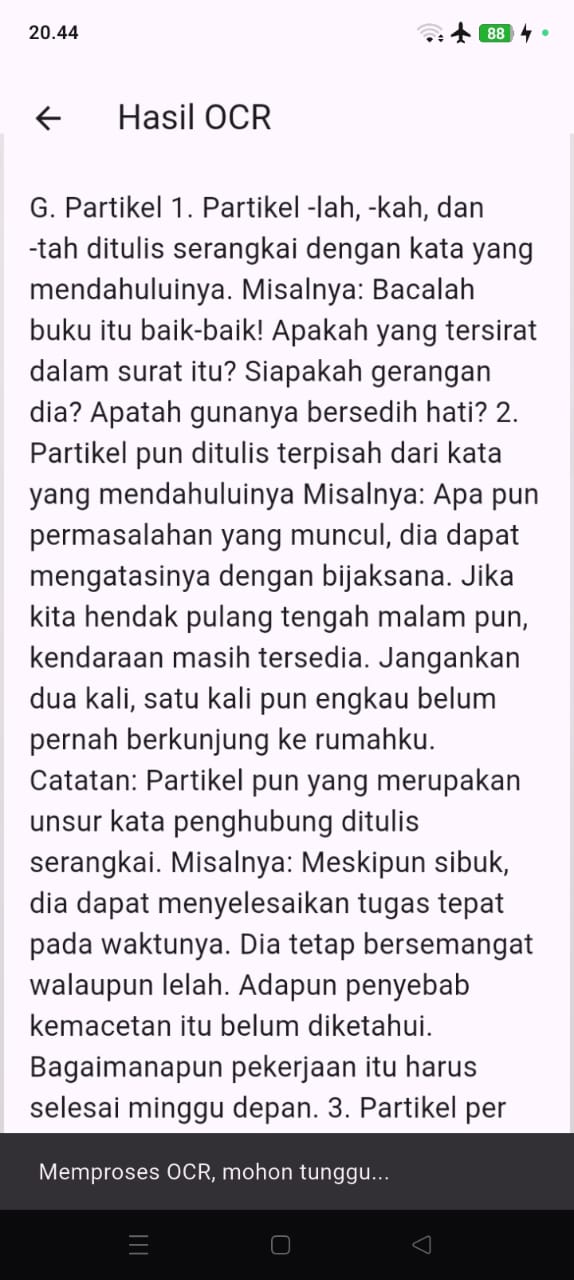 20.44
88
Hasil OCR
G. Partikel 1. Partikel -lah, -kah, dan
-tah ditulis serangkai dengan kata yang
mendahuluinya. Misalnya: Bacalah
buku itu baik-baik! Apakah yang tersirat
dalam surat itu? Siapakah gerangan
dia? Apatah gunanya bersedih hati? 2.
Partikel pun ditulis terpisah dari kata
yang mendahuluinya Misalnya: Apa pun
permasalahan yang muncul, dia dapat
mengatasinya dengan bijaksana. Jika
kita hendak pulang tengah malam pun,
kendaraan masih tersedia. Jangankan
dua kali, satu kali pun engkau belum
pernah berkunjung ke rumahku.
Catatan: Partikel pun yang merupakan
unsur kata penghubung ditulis
serangkai. Misalnya: Meskipun sibuk,
dia dapat menyelesaikan tugas tepat
pada waktunya. Dia tetap bersemangat
walaupun lelah. Adapun penyebab
kemacetan itu belum diketahui.
Bagaimanapun pekerjaan itu harus
selesai minggu depan. 3. Partikel per
Memproses OCR, mohon tunggu...